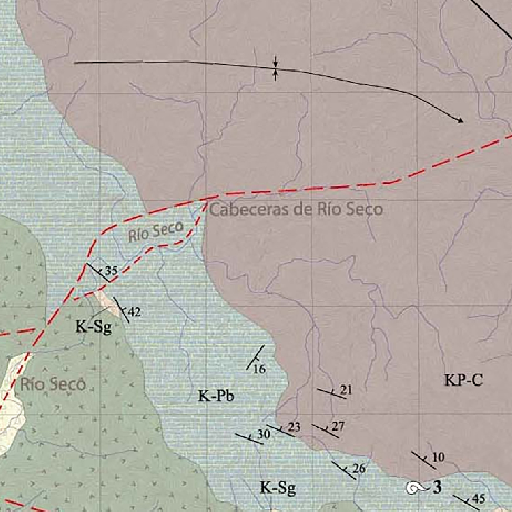 Cabeceras de Río Seco
Río Seco
35
42
K-Sg
16
Río Seco
21
KP-C
K-Pb
23
27
30
10
26
K-Sg
3
45